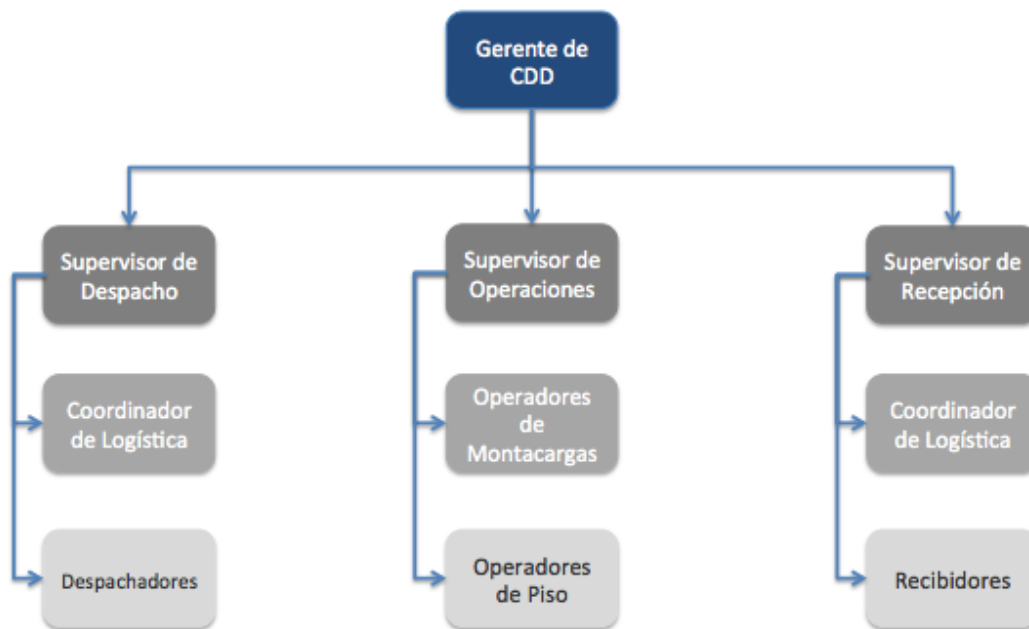 Gerente de
CDD
Supervisor de
Despacho
Supervisor de
Operaciones
Supervisor de
Recepción
Coordinador
de Logística
Operadores
de
Montacargas
Coordinador
de Logística
Despachadores
Operadores
de Piso
Recibidores